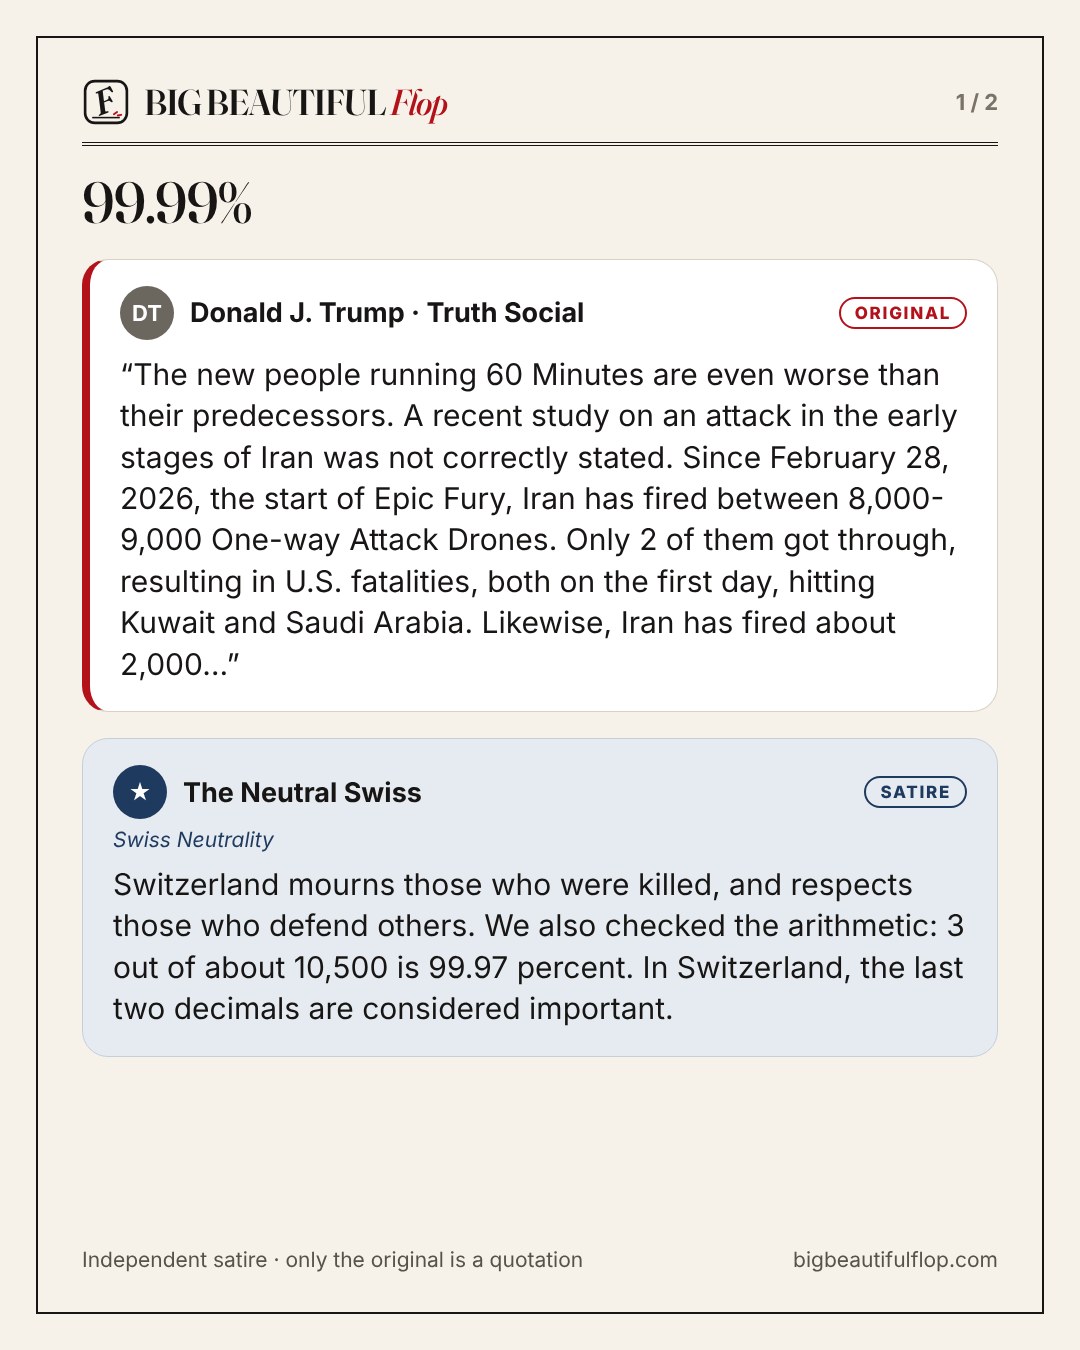 F
BIG BEAUTIFUL Flop
1 / 2
99.99%
DT
Donald J. Trump · Truth Social
ORIGINAL
“The new people running 60 Minutes are even worse than
their predecessors. A recent study on an attack in the early
stages of Iran was not correctly stated. Since February 28,
2026, the start of Epic Fury, Iran has fired between 8,000-
9,000 One-way Attack Drones. Only 2 of them got through,
resulting in U.S. fatalities, both on the first day, hitting
Kuwait and Saudi Arabia. Likewise, Iran has fired about
2,000…”
The Neutral Swiss
SATIRE
Swiss Neutrality
Switzerland mourns those who were killed, and respects
those who defend others. We also checked the arithmetic: 3
out of about 10,500 is 99.97 percent. In Switzerland, the last
two decimals are considered important.
Independent satire · only the original is a quotation
bigbeautifulflop.com